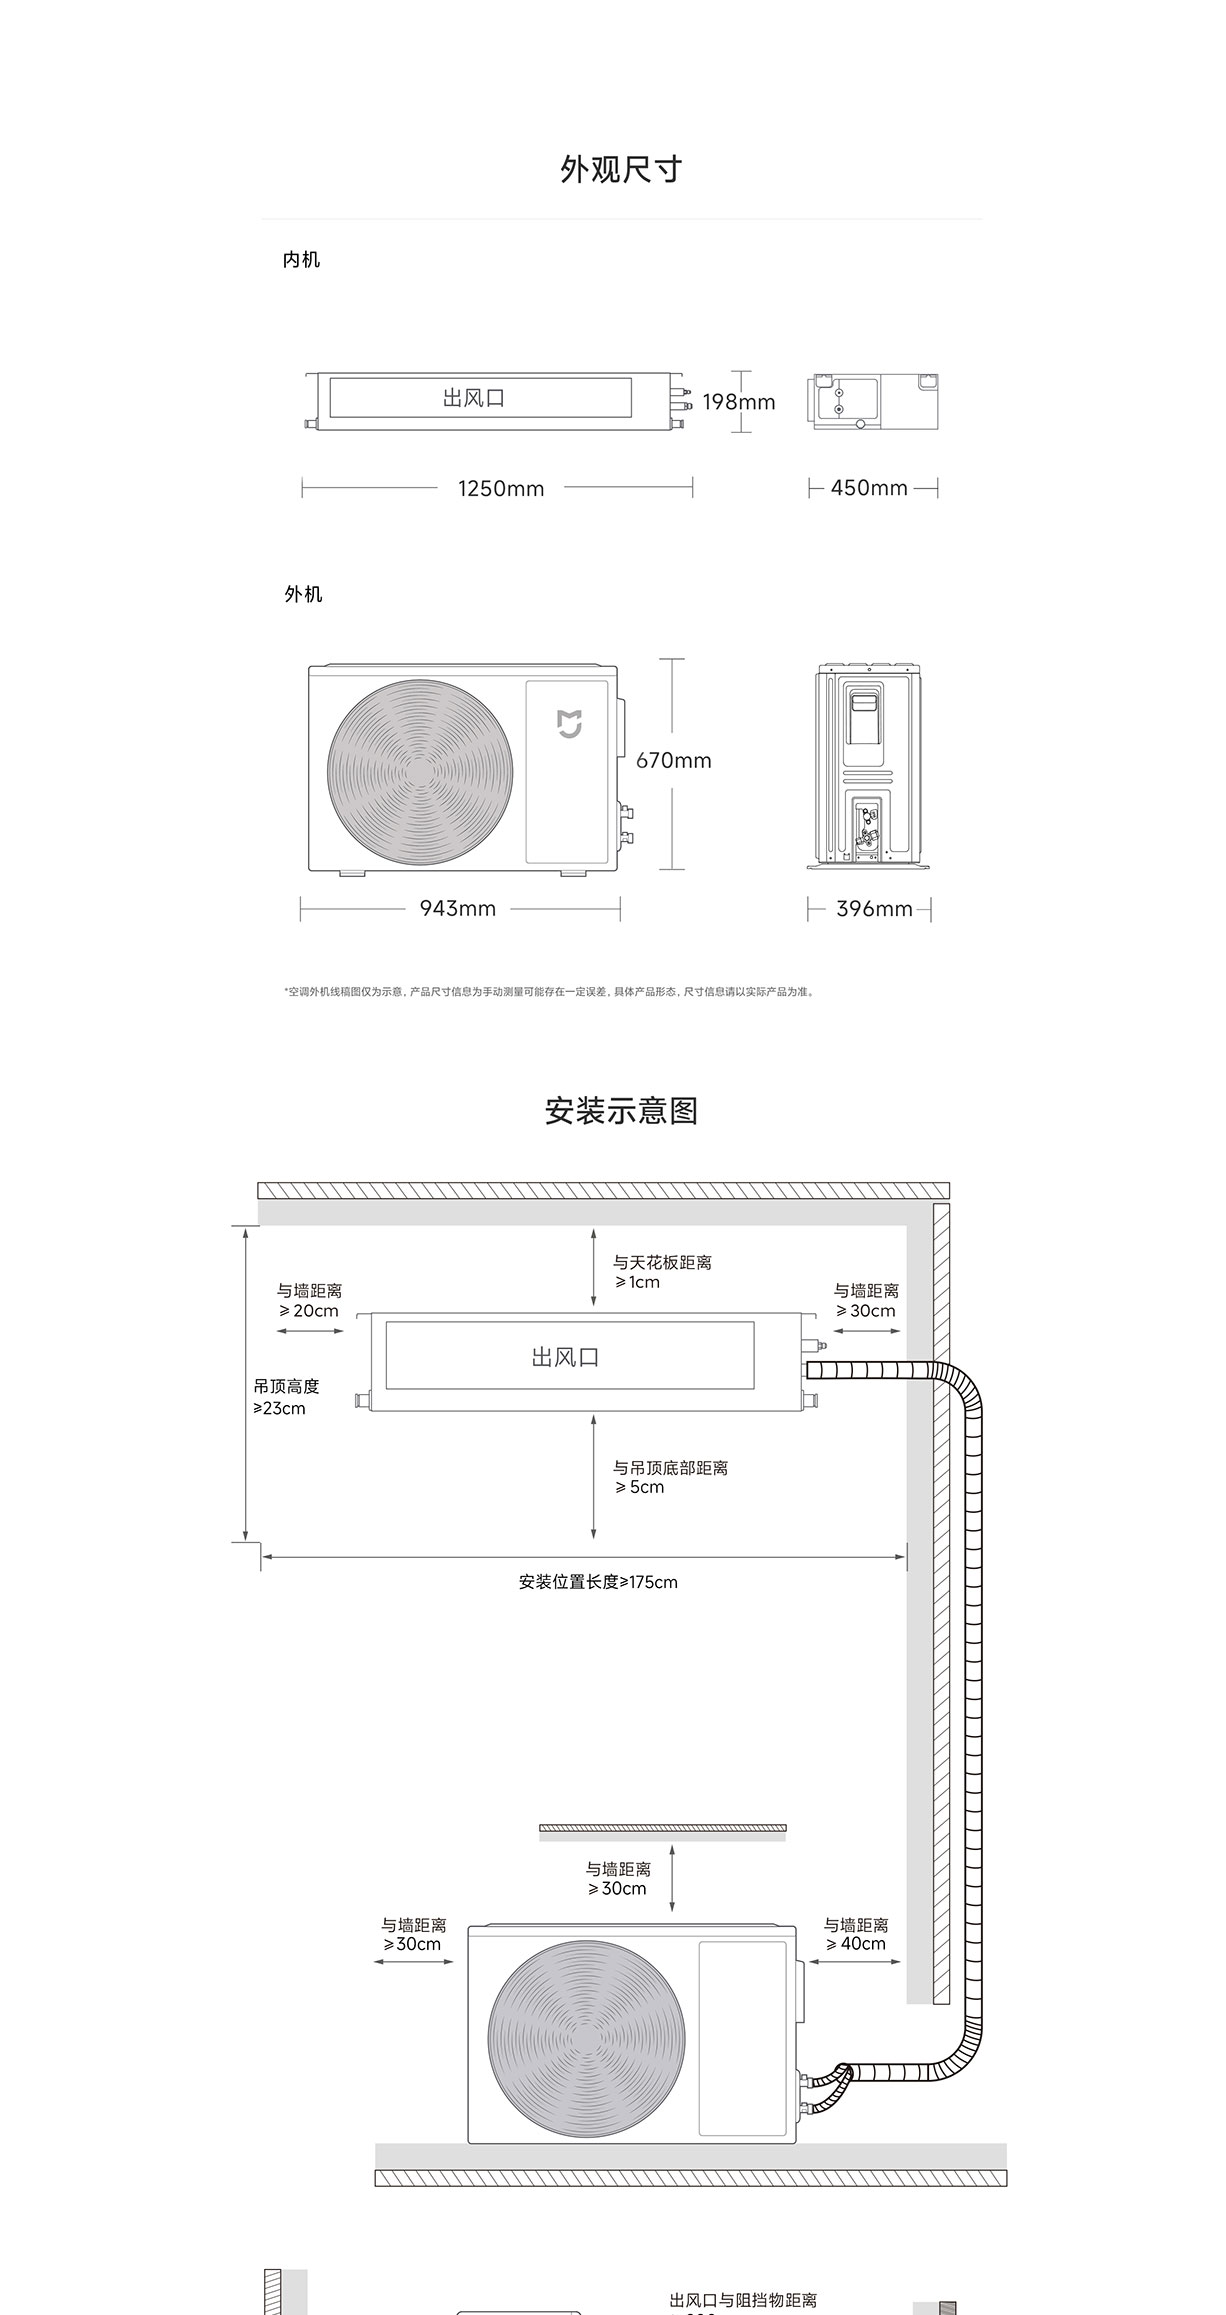 外观尺寸
内机
出风口
198mm
1250mm
450mm
外机
670mm
943mm
396mm
*空调外机线稿图仅为示意，产品尺寸信息为手动测量可能存在一定误差，具体产品形态，尺寸信息请以实际产品为准。
安装示意图
与天花板距离
≥1cm
与墙距离
≥20cm
与墙距离
≥30cm
出风口
吊顶高度
≥23cm
与吊顶底部距离
≥5cm
安装位置长度≥175cm
与墙距离
≥30cm
与墙距离
≥30cm
与墙距离
≥40cm
出风口与阻挡物距离